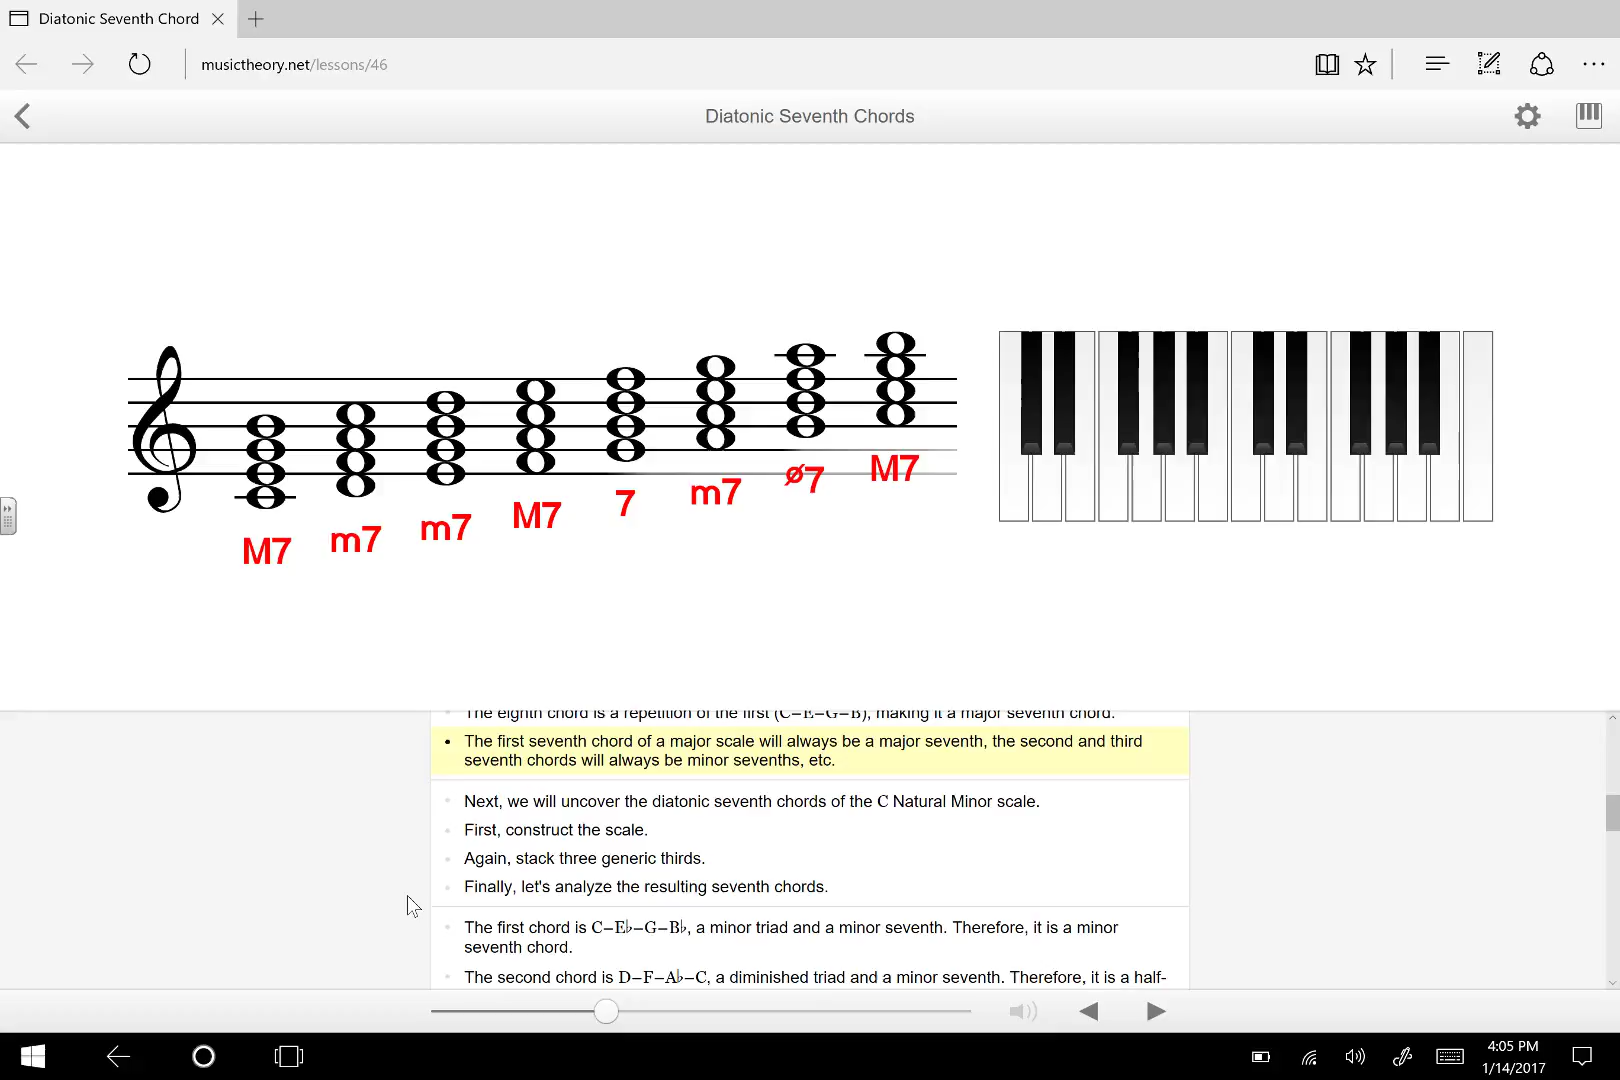 Diatonic Seventh Chord
musictheory.net/lessons/46
Diatonic Seventh Chords
M7 m7 m7 M7 7 m7 ø7 M7
The eighth chord is a repetition of the first (C–E–G–B), making it a major seventh chord.
• The first seventh chord of a major scale will always be a major seventh, the second and third
seventh chords will always be minor sevenths, etc.
• Next, we will uncover the diatonic seventh chords of the C Natural Minor scale.
• First, construct the scale.
• Again, stack three generic thirds.
• Finally, let's analyze the resulting seventh chords.
• The first chord is C–E♭–G–B♭, a minor triad and a minor seventh. Therefore, it is a minor
seventh chord.
• The second chord is D–F–A♭–C, a diminished triad and a minor seventh. Therefore, it is a half-
4:05 PM
1/14/2017